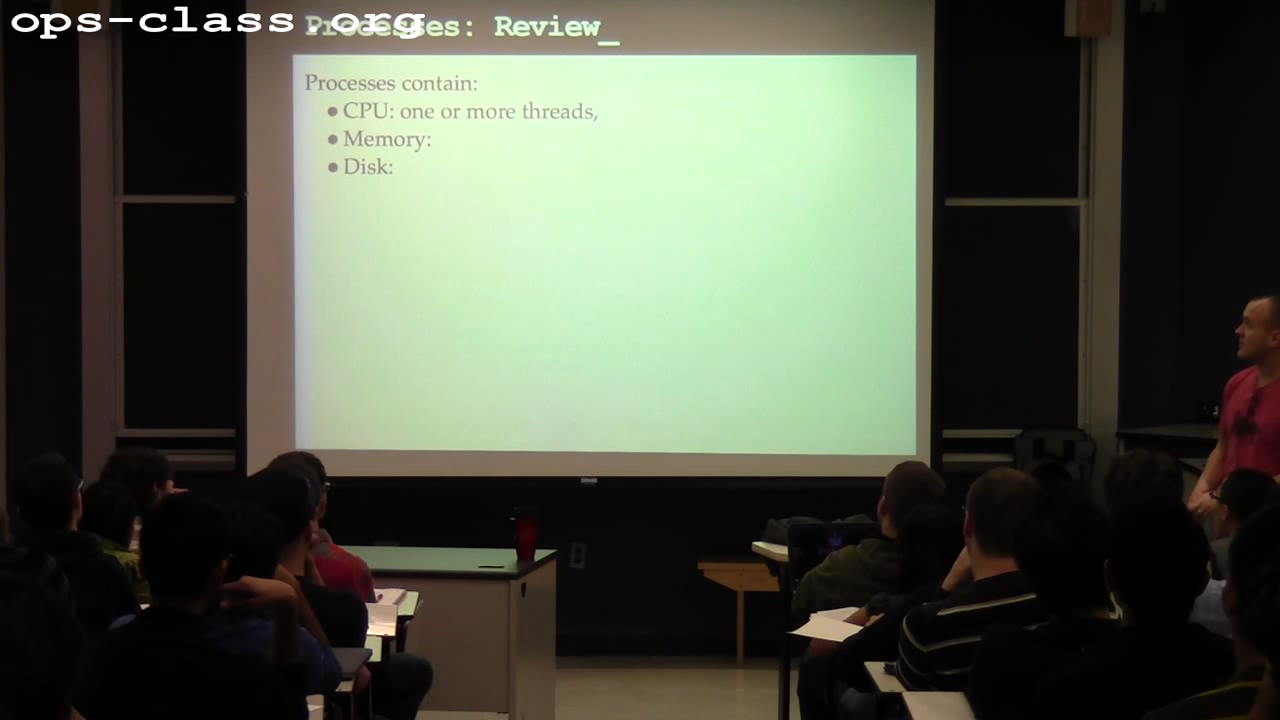 ops-class.org
Processes: Review_
Processes contain:
● CPU: one or more threads,
● Memory:
● Disk: